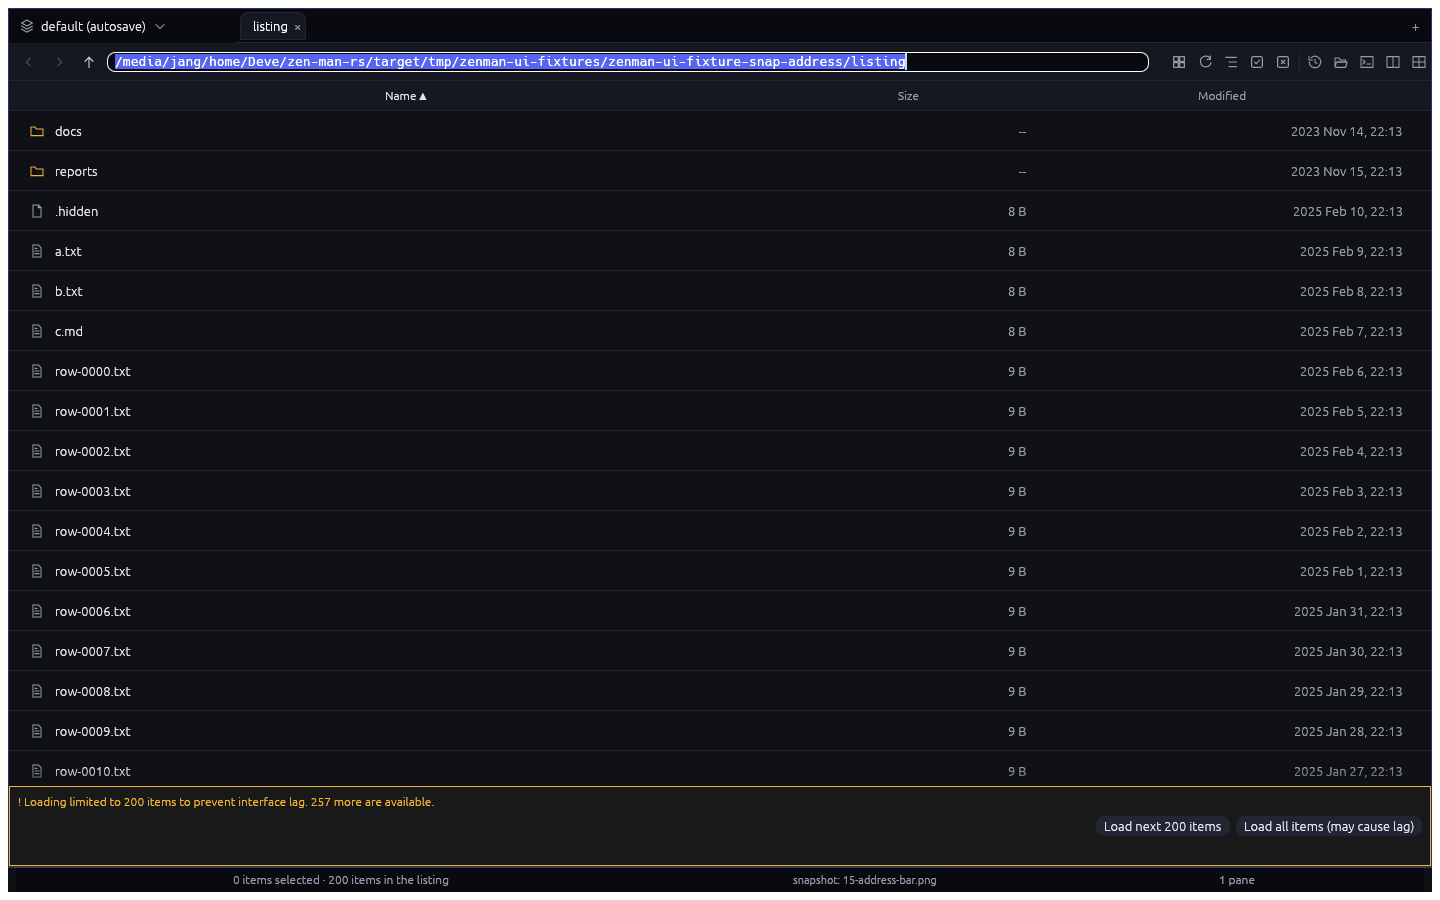 default (autosave)
listing ×
+
/media/jang/home/Deve/zen-man-rs/target/tmp/zenman-ui-fixtures/zenman-ui-fixture-snap-address/listing
Name ▲ Size Modified
docs -- 2023 Nov 14, 22:13
reports -- 2023 Nov 15, 22:13
.hidden 8 B 2025 Feb 10, 22:13
a.txt 8 B 2025 Feb 9, 22:13
b.txt 8 B 2025 Feb 8, 22:13
c.md 8 B 2025 Feb 7, 22:13
row-0000.txt 9 B 2025 Feb 6, 22:13
row-0001.txt 9 B 2025 Feb 5, 22:13
row-0002.txt 9 B 2025 Feb 4, 22:13
row-0003.txt 9 B 2025 Feb 3, 22:13
row-0004.txt 9 B 2025 Feb 2, 22:13
row-0005.txt 9 B 2025 Feb 1, 22:13
row-0006.txt 9 B 2025 Jan 31, 22:13
row-0007.txt 9 B 2025 Jan 30, 22:13
row-0008.txt 9 B 2025 Jan 29, 22:13
row-0009.txt 9 B 2025 Jan 28, 22:13
row-0010.txt 9 B 2025 Jan 27, 22:13
! Loading limited to 200 items to prevent interface lag. 257 more are available.
Load next 200 items Load all items (may cause lag)
0 items selected · 200 items in the listing snapshot: 15-address-bar.png 1 pane